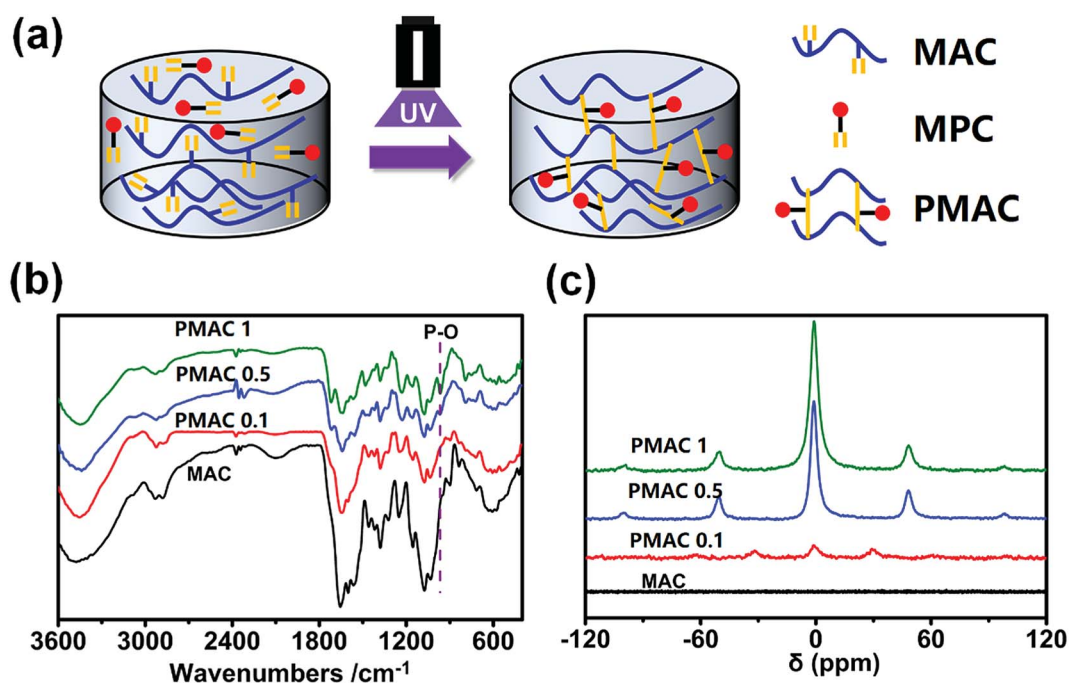 (a)
UV
MAC
MPC
PMAC
(b)
PMAC 1
P-O
PMAC 0.5
PMAC 0.1
MAC
3600 3000 2400 1800 1200 600
Wavenumbers /cm⁻¹
(c)
PMAC 1
PMAC 0.5
PMAC 0.1
MAC
-120 -60 0 60 120
δ (ppm)